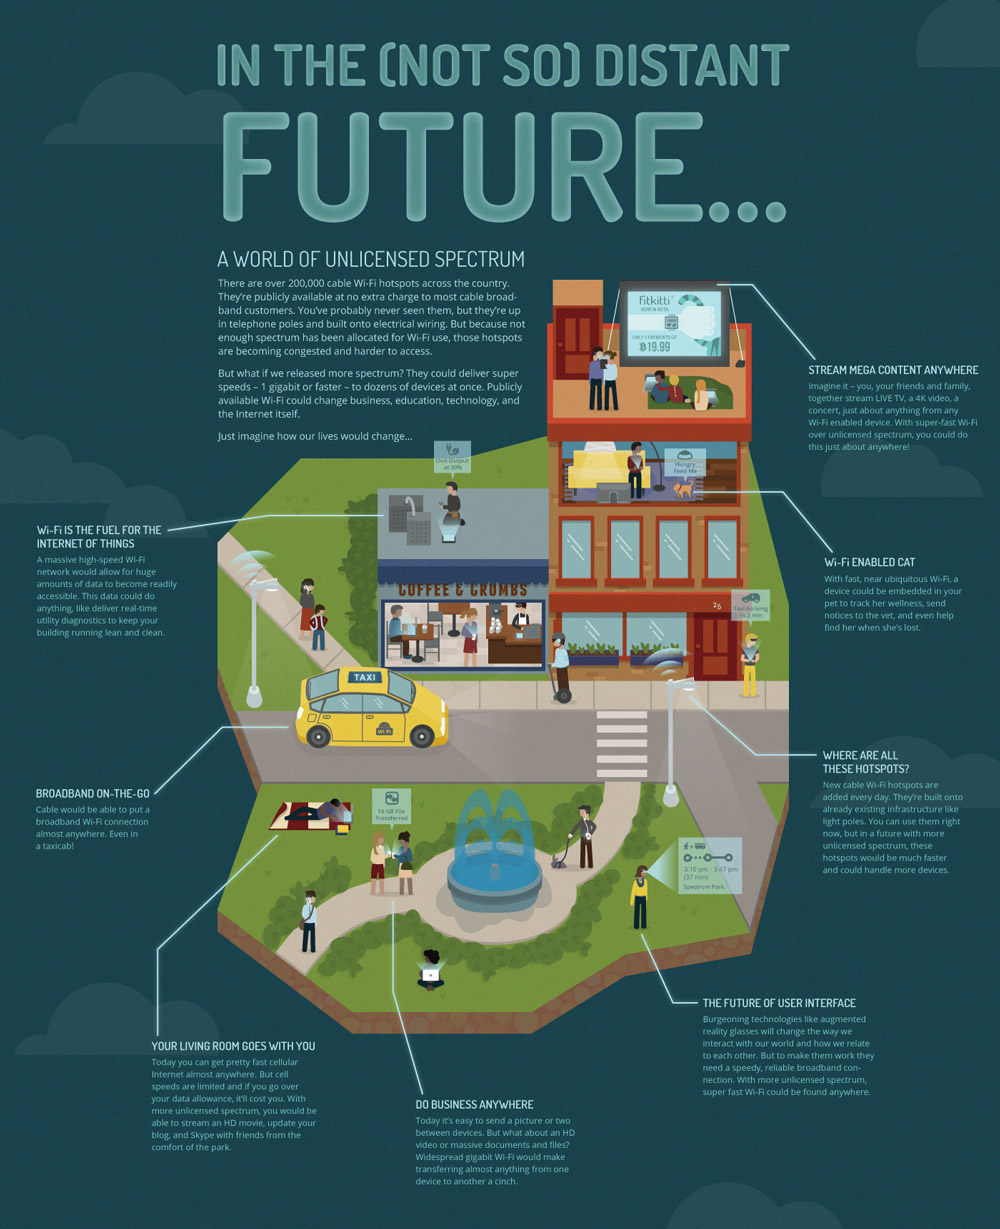 IN THE (NOT SO) DISTANT
FUTURE...
A WORLD OF UNLICENSED SPECTRUM
There are over 200,000 cable Wi-Fi hotspots across the country.
They're publicly available at no extra charge to most cable broad-
band customers. You've probably never seen them, but they're up
in telephone poles and built onto electrical wiring. But because not
enough spectrum has been allocated for Wi-Fi use, those hotspots
are becoming congested and harder to access.
But what if we released more spectrum? They could deliver super
speeds – 1 gigabit or faster – to dozens of devices at once. Publicly
available Wi-Fi could change business, education, technology, and
the Internet itself.
Just imagine how our lives would change...
fitkitti
NOW IN BETA
ONLY 5 PAYMENTS OF
฿19.99
STREAM MEGA CONTENT ANYWHERE
Imagine it – you, your friends and family,
together stream LIVE TV, a 4K video, a
concert, just about anything from any
Wi-Fi enabled device. With super-fast Wi-Fi
over unlicensed spectrum, you could do
this just about anywhere!
Unit Output
at 30%
Hungry
Feed Me
Wi-Fi IS THE FUEL FOR THE
INTERNET OF THINGS
A massive high-speed Wi-Fi
network would allow for huge
amounts of data to become readily
accessible. This data could do
anything, like deliver real-time
utility diagnostics to keep your
building running lean and clean.
Wi-Fi ENABLED CAT
With fast, near ubiquitous Wi-Fi, a
device could be embedded in your
pet to track her wellness, send
notices to the vet, and even help
find her when she's lost.
COFFEE & CRUMBS
25
Taxi Arriving
in 2 min
TAXI
Wi-Fi
BROADBAND ON-THE-GO
Cable would be able to put a
broadband Wi-Fi connection
almost anywhere. Even in
a taxicab!
WHERE ARE ALL
THESE HOTSPOTS?
New cable Wi-Fi hotspots are
added every day. They're built onto
already existing infrastructure like
light poles. You can use them right
now, but in a future with more
unlicensed spectrum, these
hotspots would be much faster
and could handle more devices.
16 GB File
Transferred
3:10 pm - 3:47 pm
(37 min)
Spectrum Park
THE FUTURE OF USER INTERFACE
Burgeoning technologies like augmented
reality glasses will change the way we
interact with our world and how we relate
to each other. But to make them work they
need a speedy, reliable broadband con-
nection. With more unlicensed spectrum,
super fast Wi-Fi could be found anywhere.
YOUR LIVING ROOM GOES WITH YOU
Today you can get pretty fast cellular
Internet almost anywhere. But cell
speeds are limited and if you go over
your data allowance, it'll cost you. With
more unlicensed spectrum, you would be
able to stream an HD movie, update your
blog, and Skype with friends from the
comfort of the park.
DO BUSINESS ANYWHERE
Today it's easy to send a picture or two
between devices. But what about an HD
video or massive documents and files?
Widespread gigabit Wi-Fi would make
transferring almost anything from one
device to another a cinch.